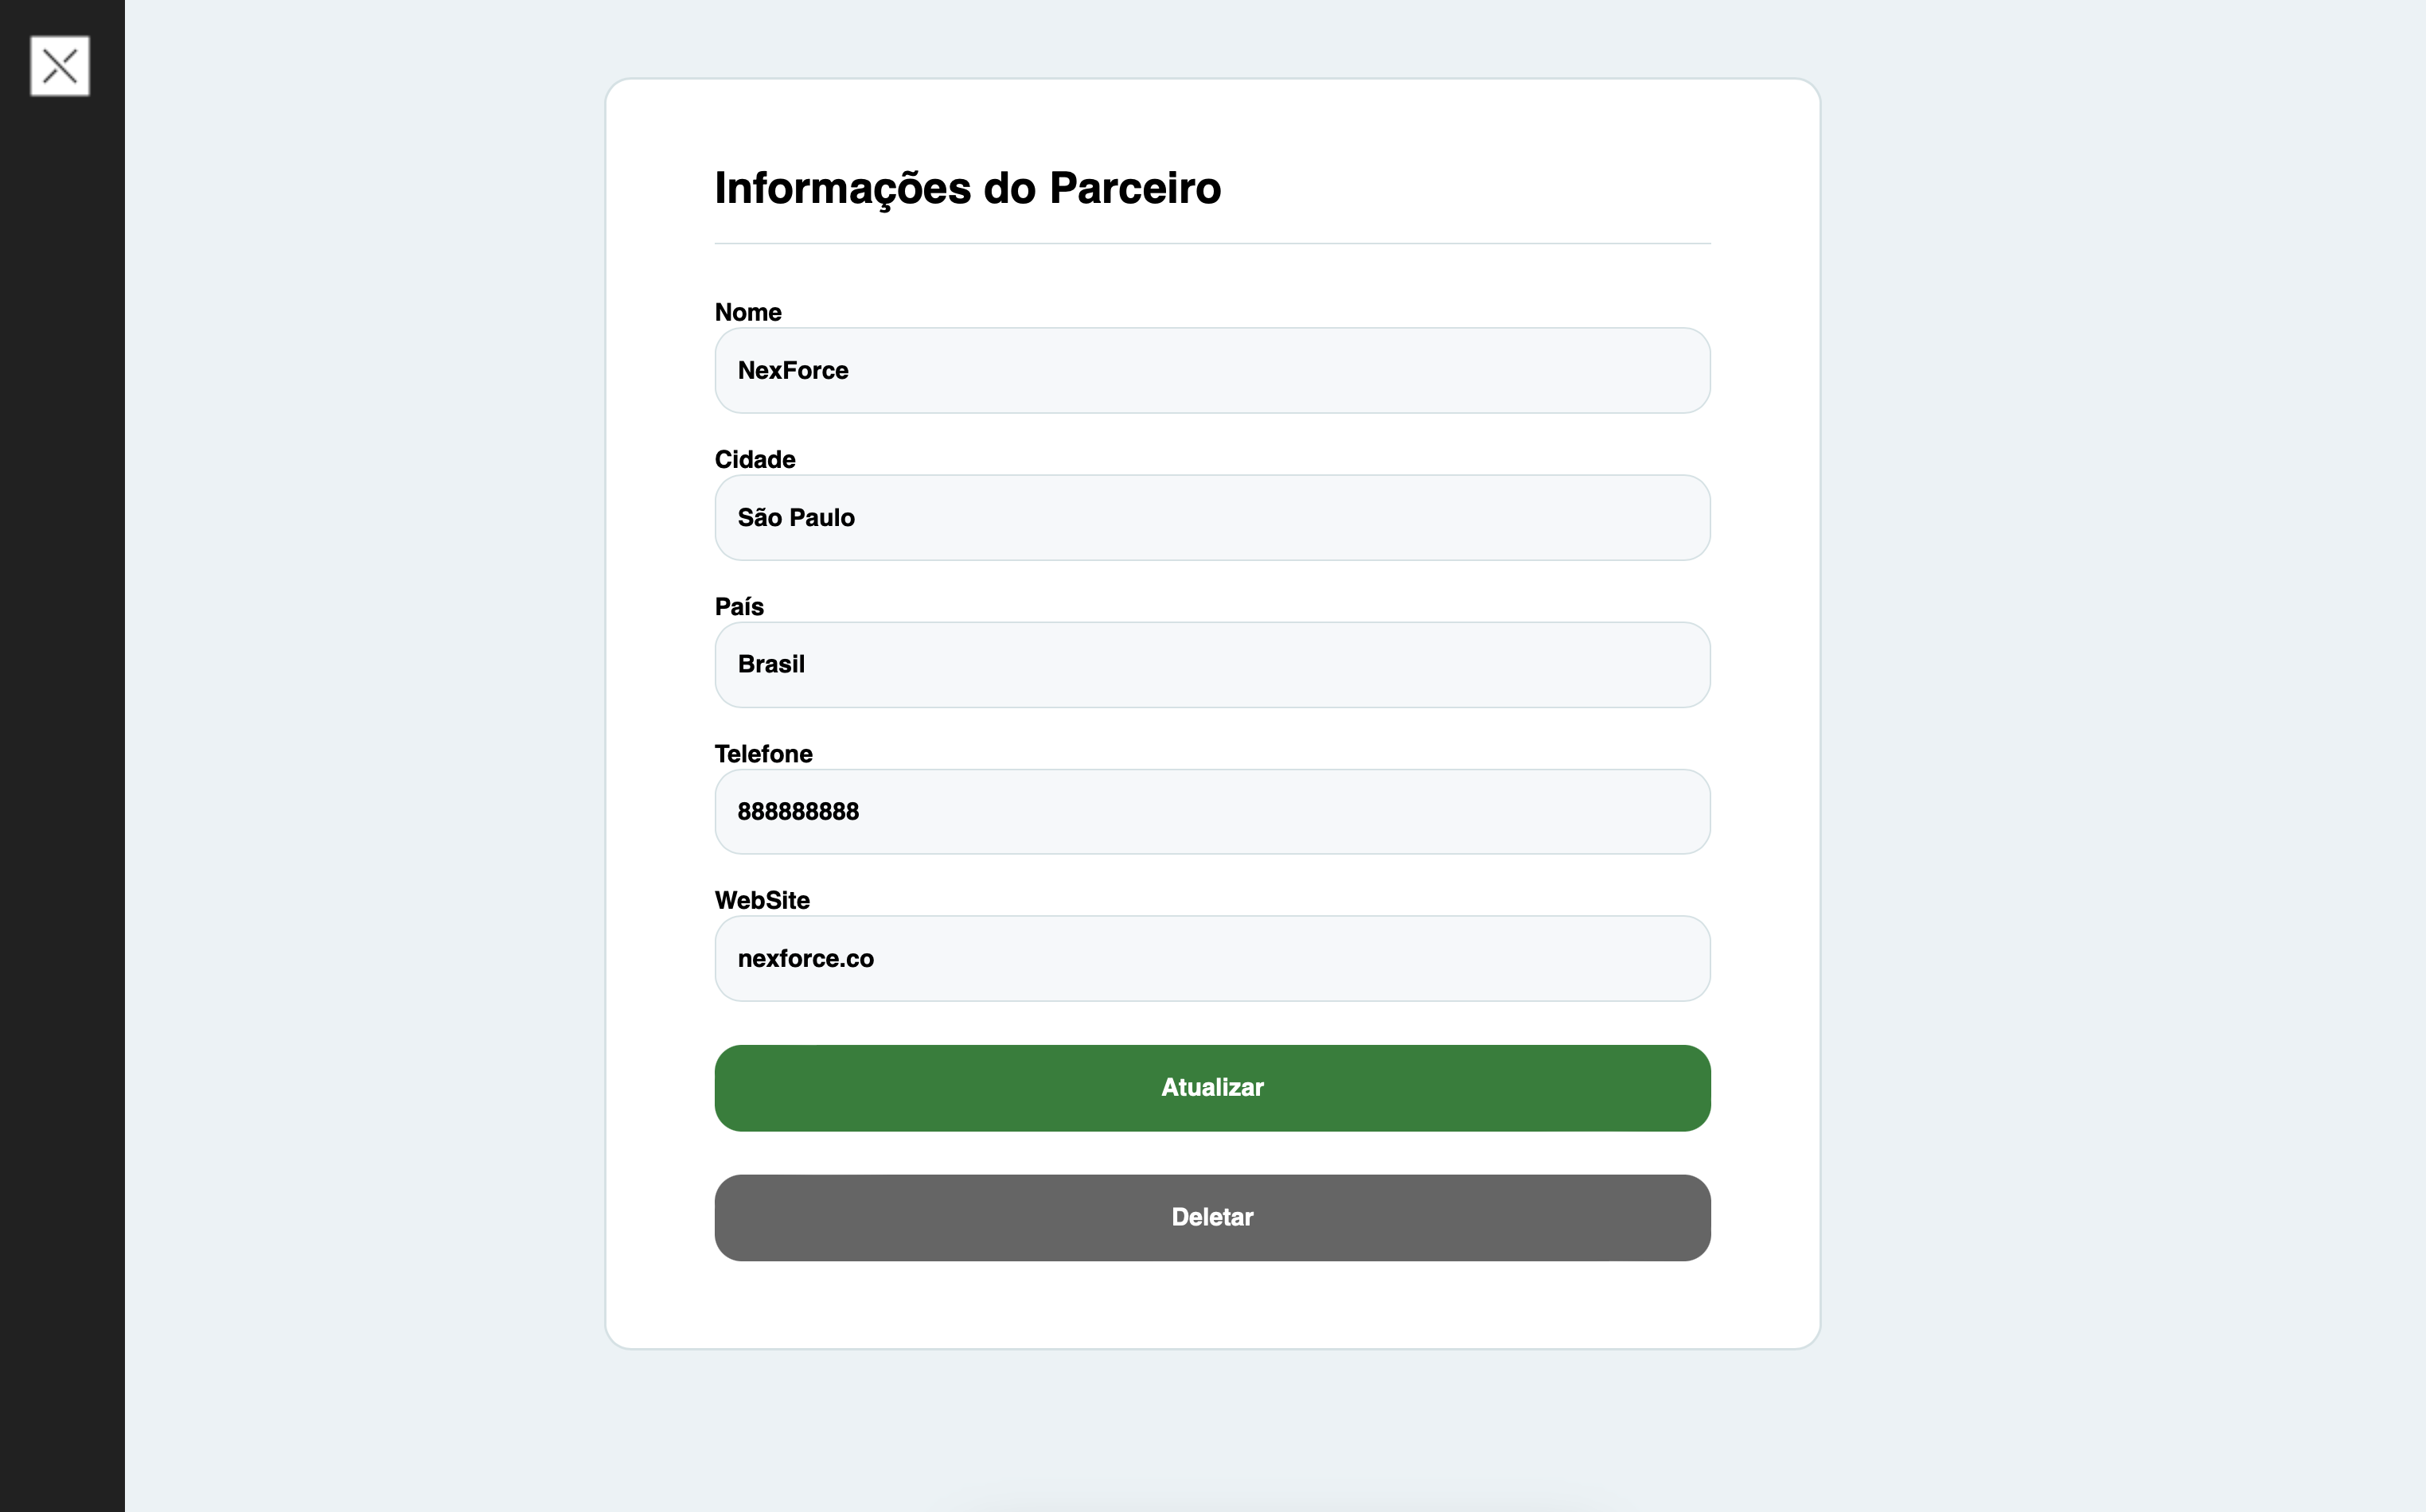 Informações do Parceiro
Nome
NexForce
Cidade
São Paulo
País
Brasil
Telefone
888888888
WebSite
nexforce.co
Atualizar
Deletar